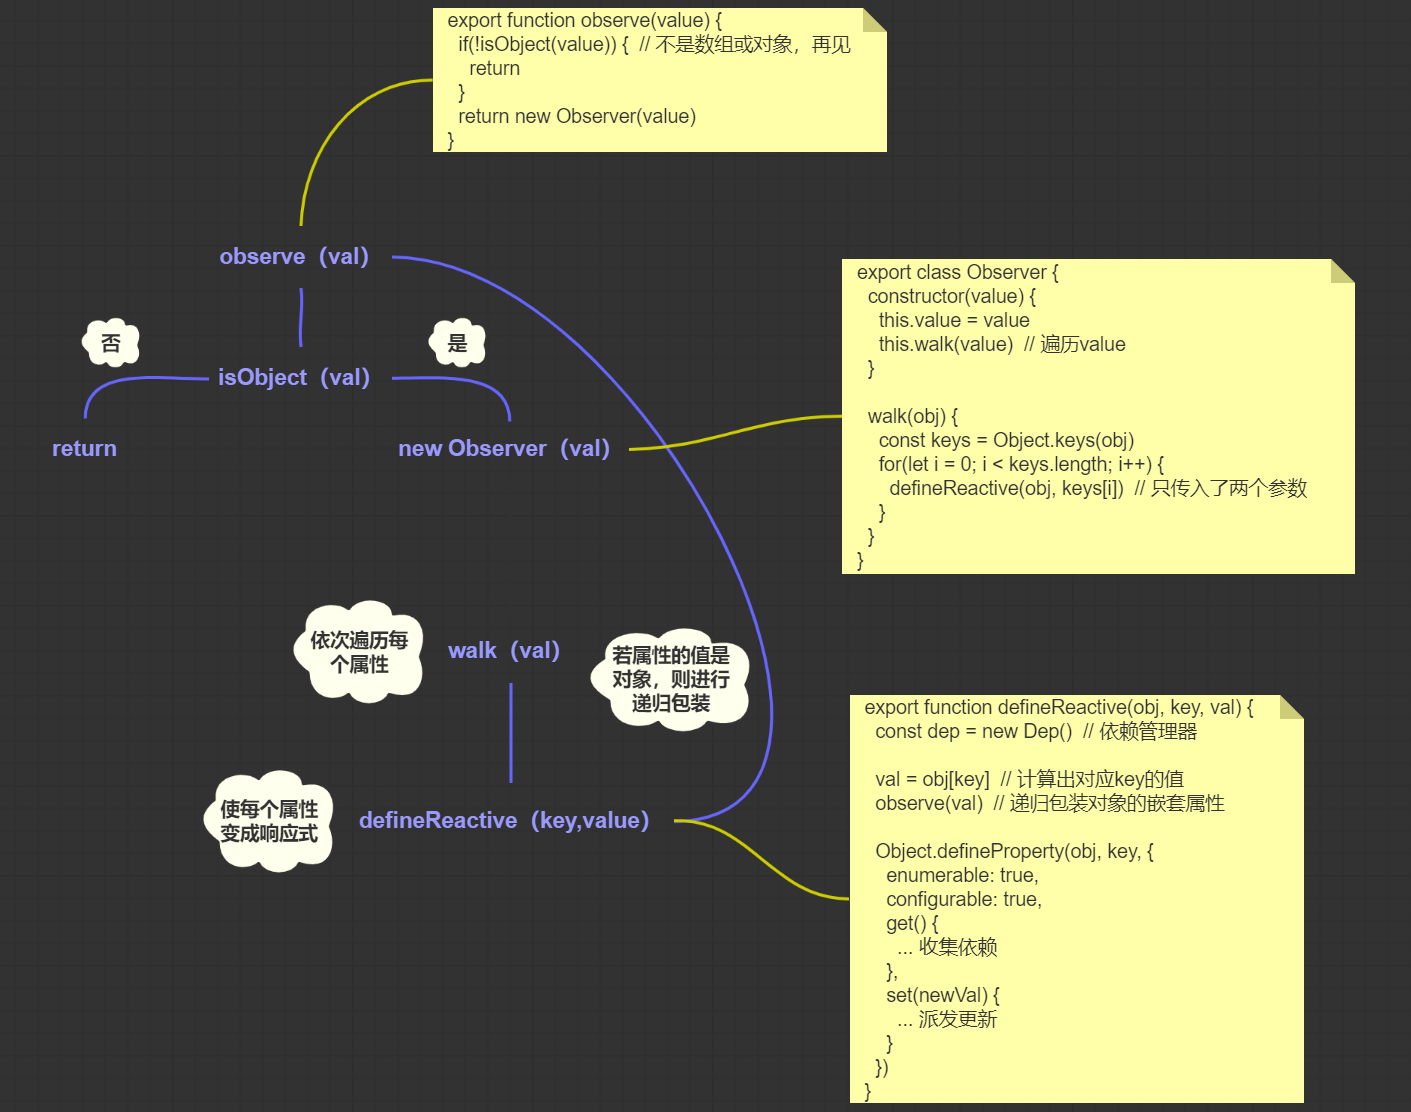 export function observe(value) {
if(!isObject(value)) {  // 不是数组或对象，再见
return
}
return new Observer(value)
}
observe（val）
否
是
isObject（val）
return
new Observer（val）
export class Observer {
constructor(value) {
this.value = value
this.walk(value)  // 遍历value
}
walk(obj) {
const keys = Object.keys(obj)
for(let i = 0; i < keys.length; i++) {
defineReactive(obj, keys[i])  // 只传入了两个参数
}
}
}
依次遍历每
个属性
walk（val）
若属性的值是
对象，则进行
递归包装
使每个属性
变成响应式
defineReactive（key,value）
export function defineReactive(obj, key, val) {
const dep = new Dep()  // 依赖管理器
val = obj[key]  // 计算出对应key的值
observe(val)  // 递归包装对象的嵌套属性
Object.defineProperty(obj, key, {
enumerable: true,
configurable: true,
get() {
... 收集依赖
},
set(newVal) {
... 派发更新
}
})
}